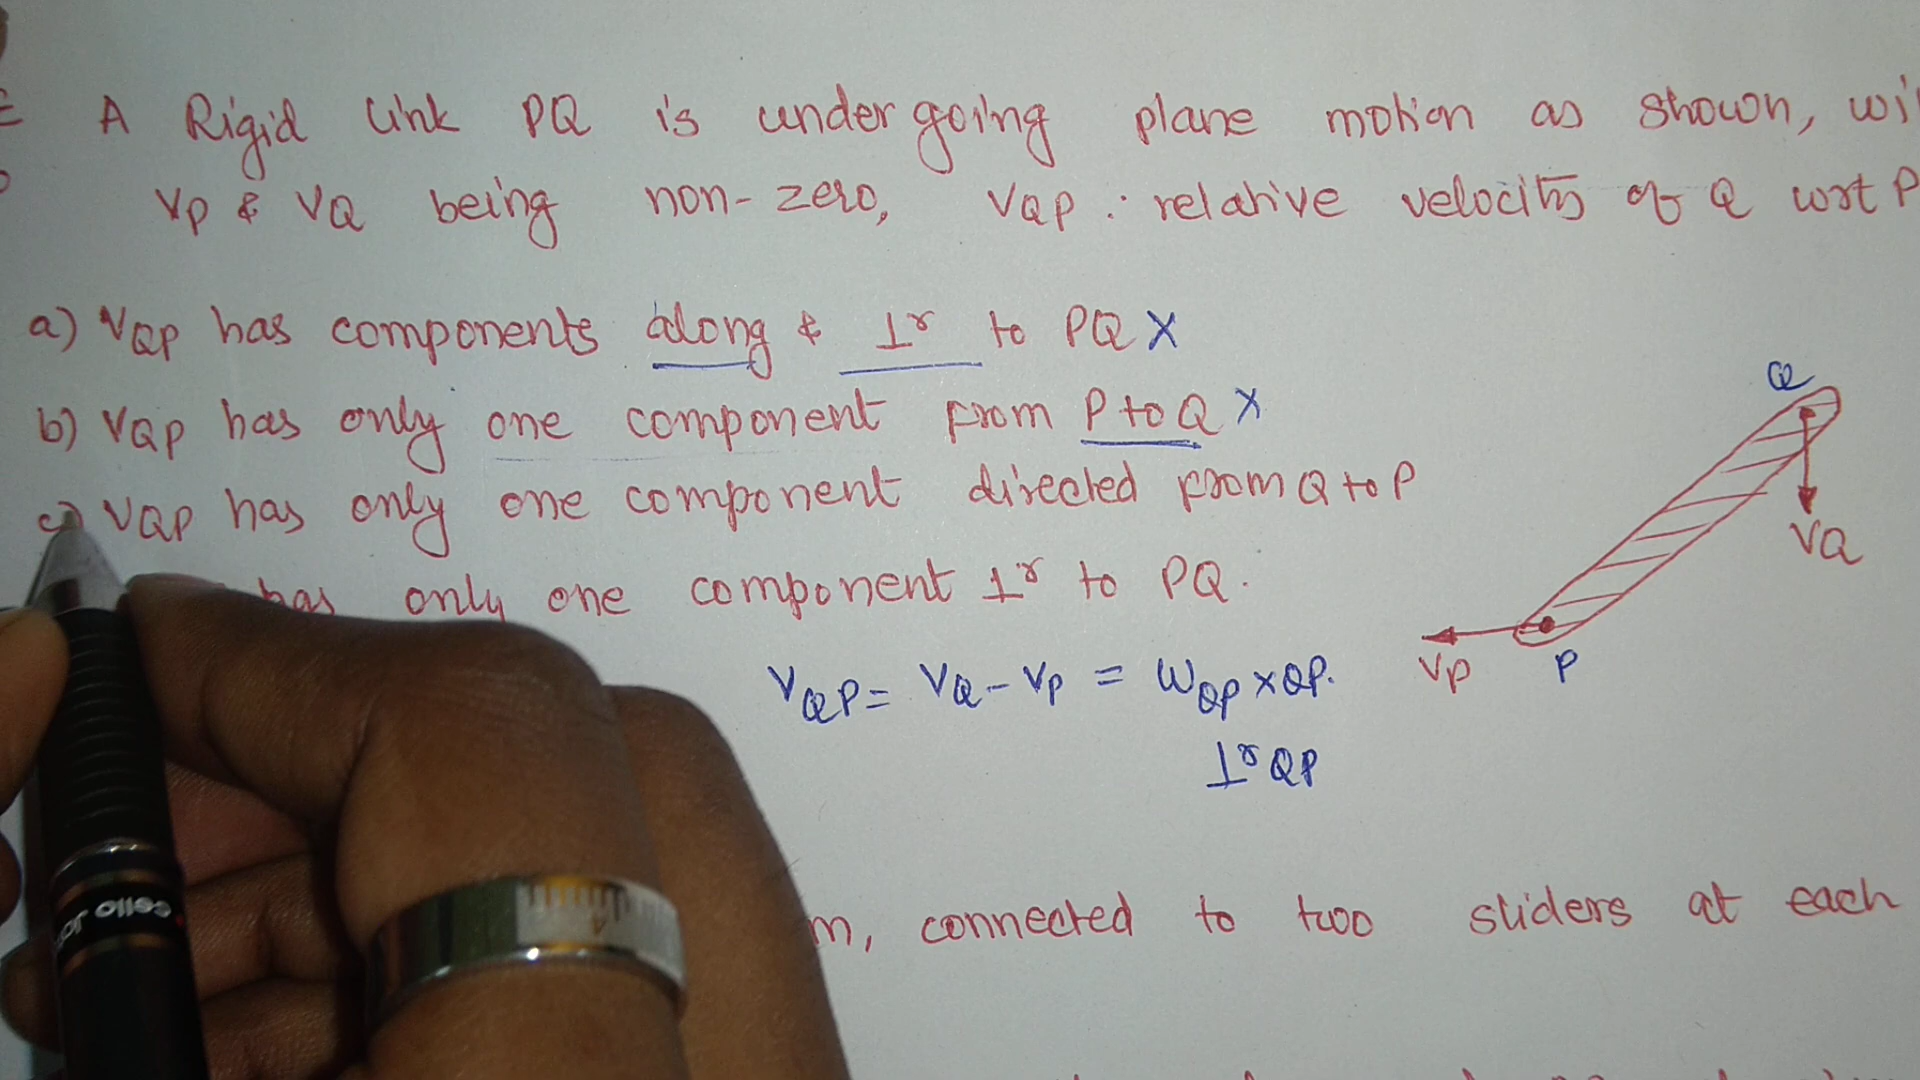 A Rigid Link PQ is undergoing plane motion as shown,
VP & VQ being non-zero, VQP : relative velocity of Q wrt P
a) VQP has components along & ⊥r to PQ X
b) VQP has only one component from P to Q X
c) VQP has only one component directed from Q to P
has only one component ⊥r to PQ.
Q
VQ
VP
P
VQP = VQ - VP = WQP X QP.
⊥r QP
m, connected to two sliders at each
cello